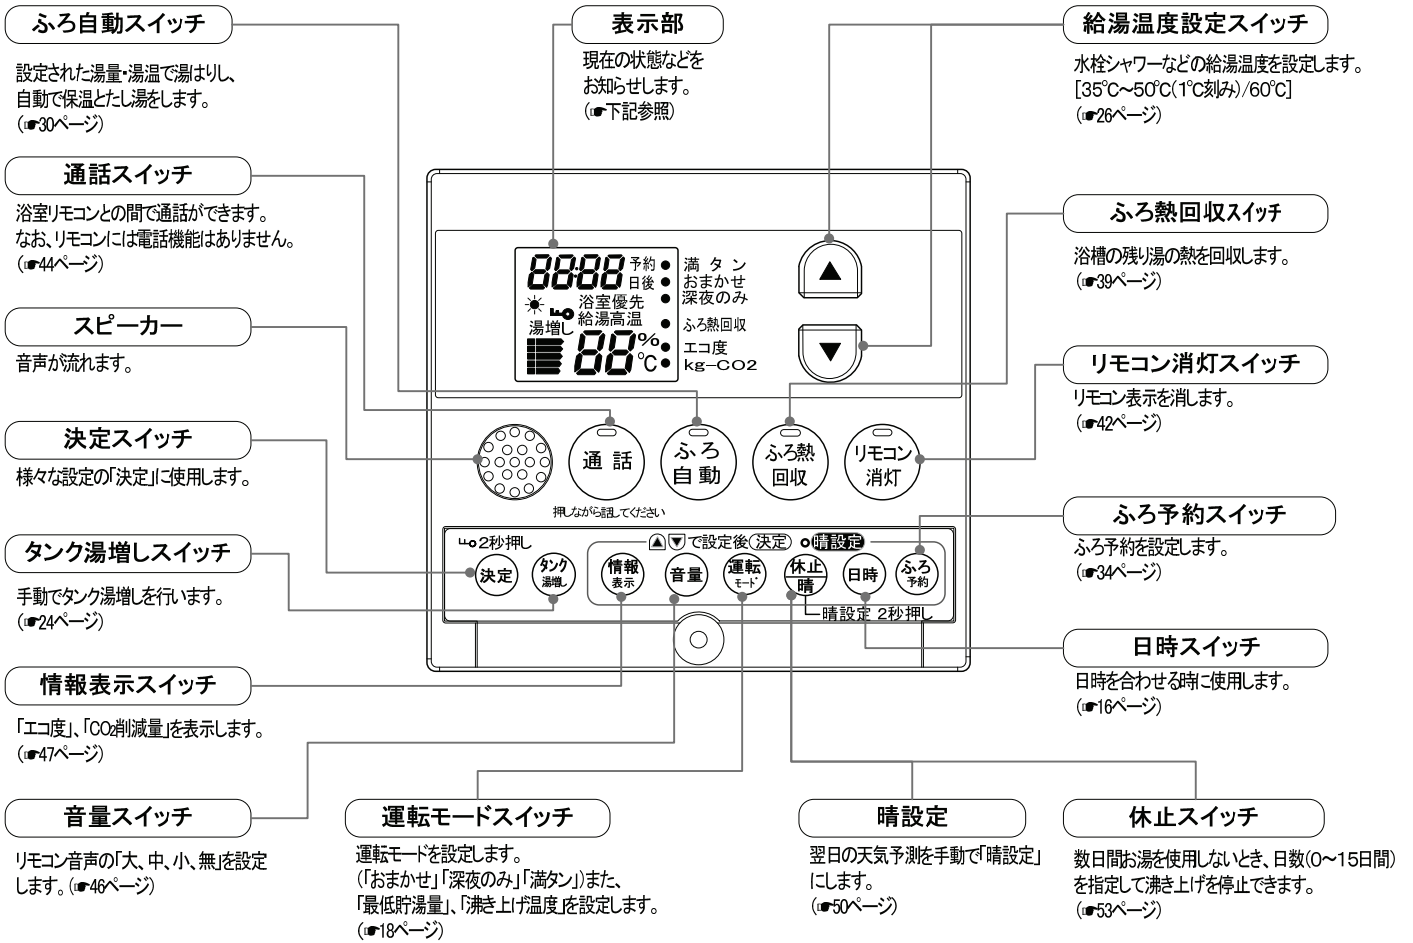 ふろ自動スイッチ
設定された湯量・湯温で湯はりし、
自動で保温とたし湯をします。
(☞30ページ)
通話スイッチ
浴室リモコンとの間で通話ができます。
なお、リモコンには電話機能はありません。
(☞44ページ)
スピーカー
音声が流れます。
決定スイッチ
様々な設定の「決定」に使用します。
タンク湯増しスイッチ
手動でタンク湯増しを行います。
(☞24ページ)
情報表示スイッチ
「エコ度」、「CO2削減量」を表示します。
(☞47ページ)
音量スイッチ
リモコン音声の「大、中、小、無」を設定
します。(☞46ページ)
表示部
現在の状態などを
お知らせします。
(☞下記参照)
給湯温度設定スイッチ
水栓シャワーなどの給湯温度を設定します。
[35℃〜50℃(1℃刻み)/60℃]
(☞26ページ)
ふろ熱回収スイッチ
浴槽の残り湯の熱を回収します。
(☞39ページ)
リモコン消灯スイッチ
リモコン表示を消します。
(☞42ページ)
ふろ予約スイッチ
ふろ予約を設定します。
(☞34ページ)
日時スイッチ
日時を合わせる時に使用します。
(☞16ページ)
運転モードスイッチ
運転モードを設定します。
(「おまかせ」「深夜のみ」「満タン」)また、
「最低貯湯量」、「沸き上げ温度」を設定します。
(☞18ページ)
晴設定
翌日の天気予測を手動で「晴設定」
にします。
(☞50ページ)
休止スイッチ
数日間お湯を使用しないとき、日数(0〜15日間)
を指定して沸き上げを停止できます。
(☞53ページ)
88:88 予約
日後
浴室優先
給湯高温
湯増し
88 %
℃
満タン
おまかせ
深夜のみ
ふろ熱回収
エコ度
kg-CO2
▲
▼
通話
ふろ
自動
ふろ熱
回収
リモコン
消灯
押しながら話してください
2秒押し
▲▼で設定後 決定
晴設定
決定
タンク
湯増し
情報
表示
音量
運転
モード
休止
晴
日時
ふろ
予約
晴設定 2秒押し